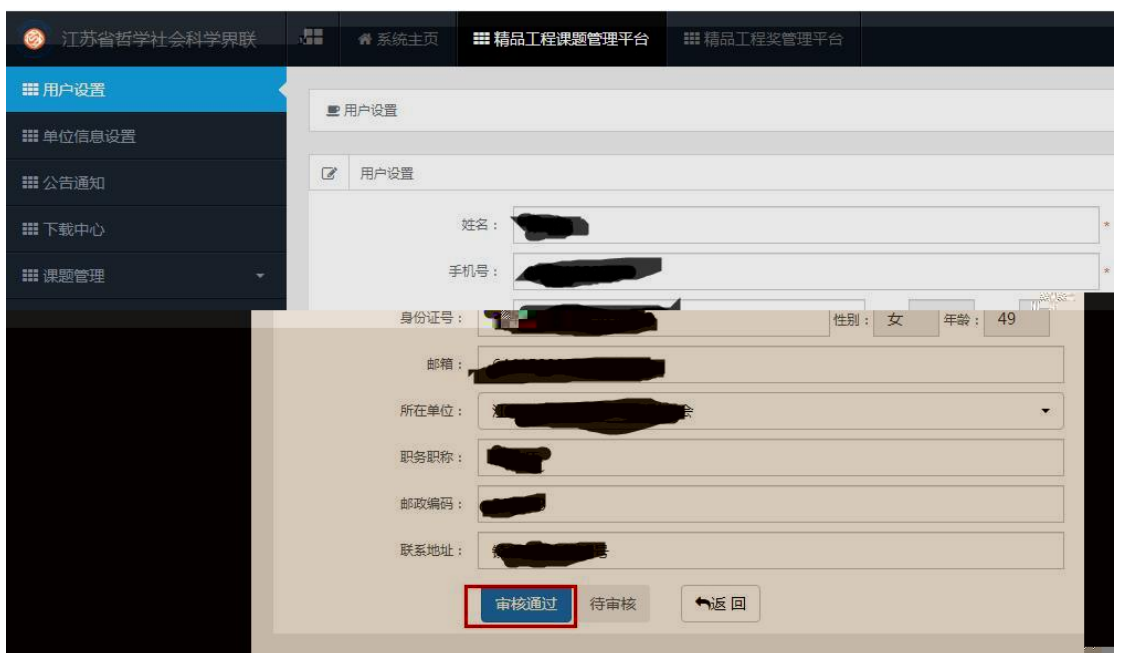 江苏省哲学社会科学界联
系统主页
精品工程课题管理平台
精品工程奖管理平台
用户设置
单位信息设置
公告通知
下载中心
课题管理
用户设置
用户设置
姓名：
*
手机号：
*
身份证号：
性别： 女 年龄： 49
邮箱：
所在单位： 会
职务职称：
邮政编码：
联系地址： 号
审核通过 待审核 返 回